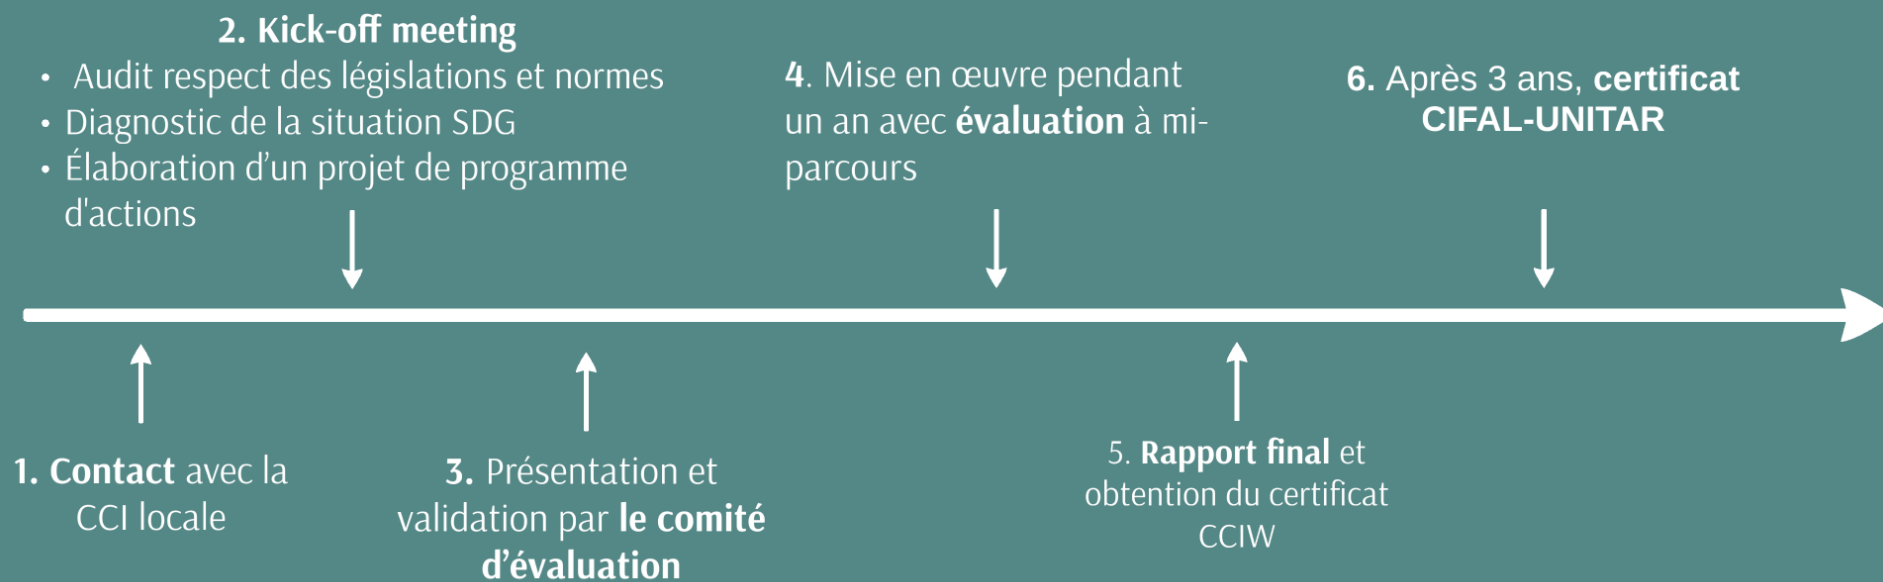 2. Kick-off meeting
• Audit respect des législations et normes
• Diagnostic de la situation SDG
• Élaboration d’un projet de programme
d'actions
4. Mise en œuvre pendant
un an avec évaluation à mi-
parcours
6. Après 3 ans, certificat
CIFAL-UNITAR
1. Contact avec la
CCI locale
3. Présentation et
validation par le comité
d’évaluation
5. Rapport final et
obtention du certificat
CCIW